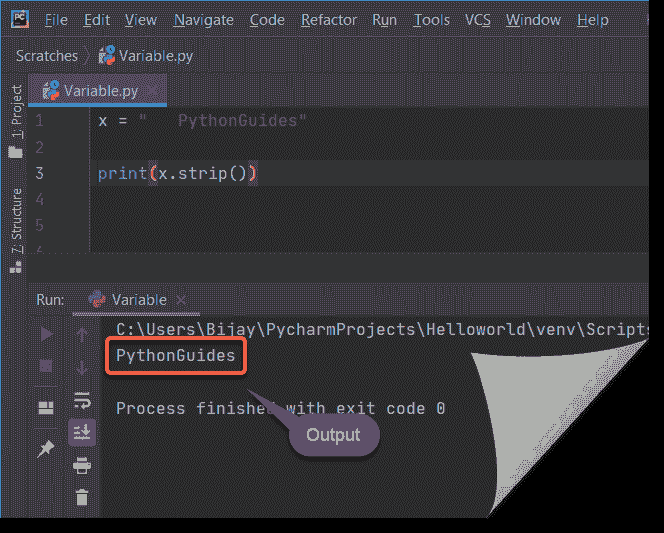 PC File Edit View Navigate Code Refactor Run Tools VCS Window Help
Scratches Variable.py
Variable.py
1: Project
7: Structure
1 x = "   PythonGuides"
2
3 print(x.strip())
4
5
Run: Variable
C:\Users\Bijay\PycharmProjects\Helloworld\venv\Scripts
PythonGuides
Process finished with exit code 0
Output